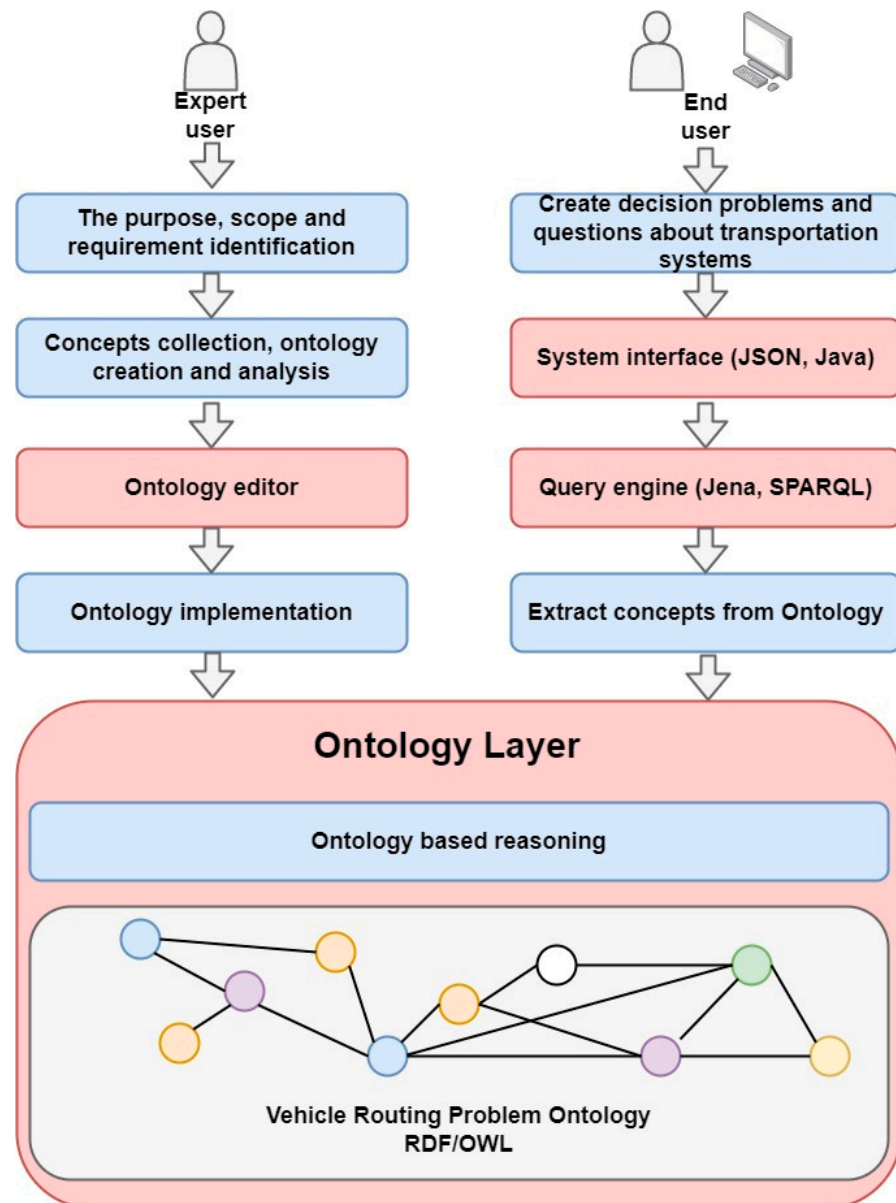 Expert
user
End
user
The purpose, scope and
requirement identification
Create decision problems and
questions about transportation
systems
Concepts collection, ontology
creation and analysis
System interface (JSON, Java)
Ontology editor
Query engine (Jena, SPARQL)
Ontology implementation
Extract concepts from Ontology
Ontology Layer
Ontology based reasoning
Vehicle Routing Problem Ontology
RDF/OWL